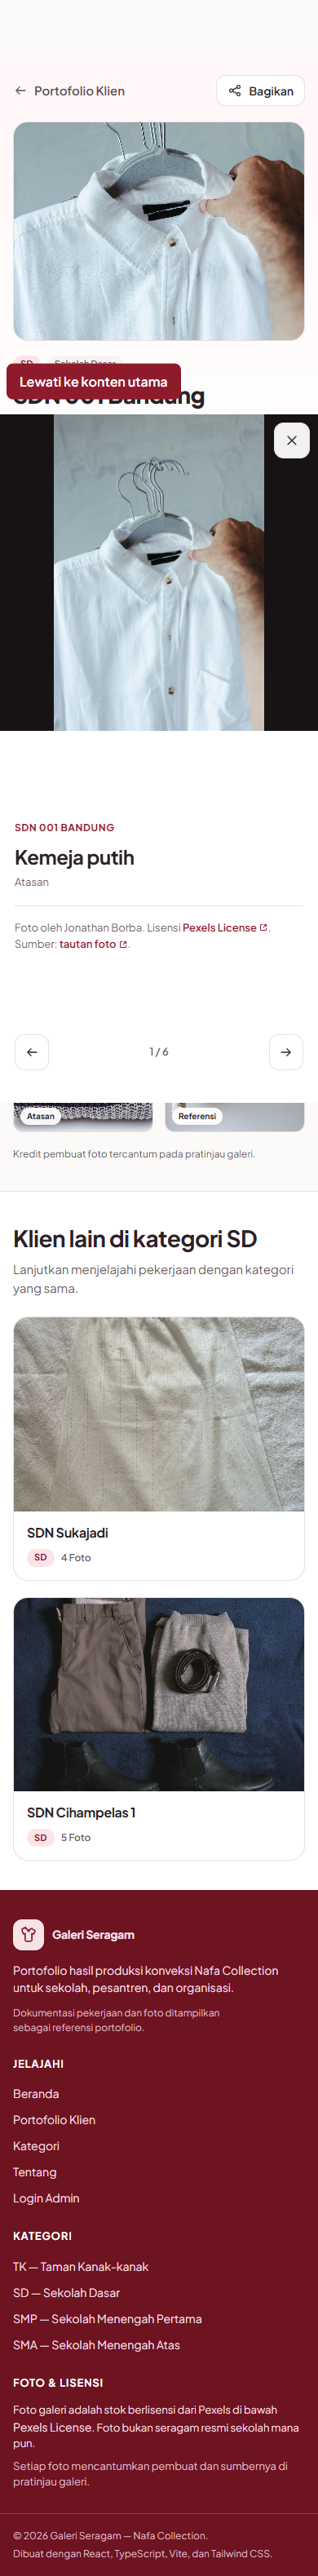 Portofolio Klien
Bagikan
Lewati ke konten utama
SDN 001 Bandung
SDN 001 BANDUNG
Kemeja putih
Atasan
Foto oleh Jonathan Borba. Lisensi Pexels License.
Sumber: tautan foto.
1 / 6
Atasan
Referensi
Kredit pembuat foto tercantum pada pratinjau galeri.
Klien lain di kategori SD
Lanjutkan menjelajahi pekerjaan dengan kategori
yang sama.
SDN Sukajadi
SD 4 Foto
SDN Cihampelas 1
SD 5 Foto
Galeri Seragam
Portofolio hasil produksi konveksi Nafa Collection
untuk sekolah, pesantren, dan organisasi.
Dokumentasi pekerjaan dan foto ditampilkan
sebagai referensi portofolio.
JELAJAHI
Beranda
Portofolio Klien
Kategori
Tentang
Login Admin
KATEGORI
TK — Taman Kanak-kanak
SD — Sekolah Dasar
SMP — Sekolah Menengah Pertama
SMA — Sekolah Menengah Atas
FOTO & LISENSI
Foto galeri adalah stok berlisensi dari Pexels di bawah
Pexels License. Foto bukan seragam resmi sekolah mana
pun.
Setiap foto mencantumkan pembuat dan sumbernya di
pratinjau galeri.
© 2026 Galeri Seragam — Nafa Collection.
Dibuat dengan React, TypeScript, Vite, dan Tailwind CSS.